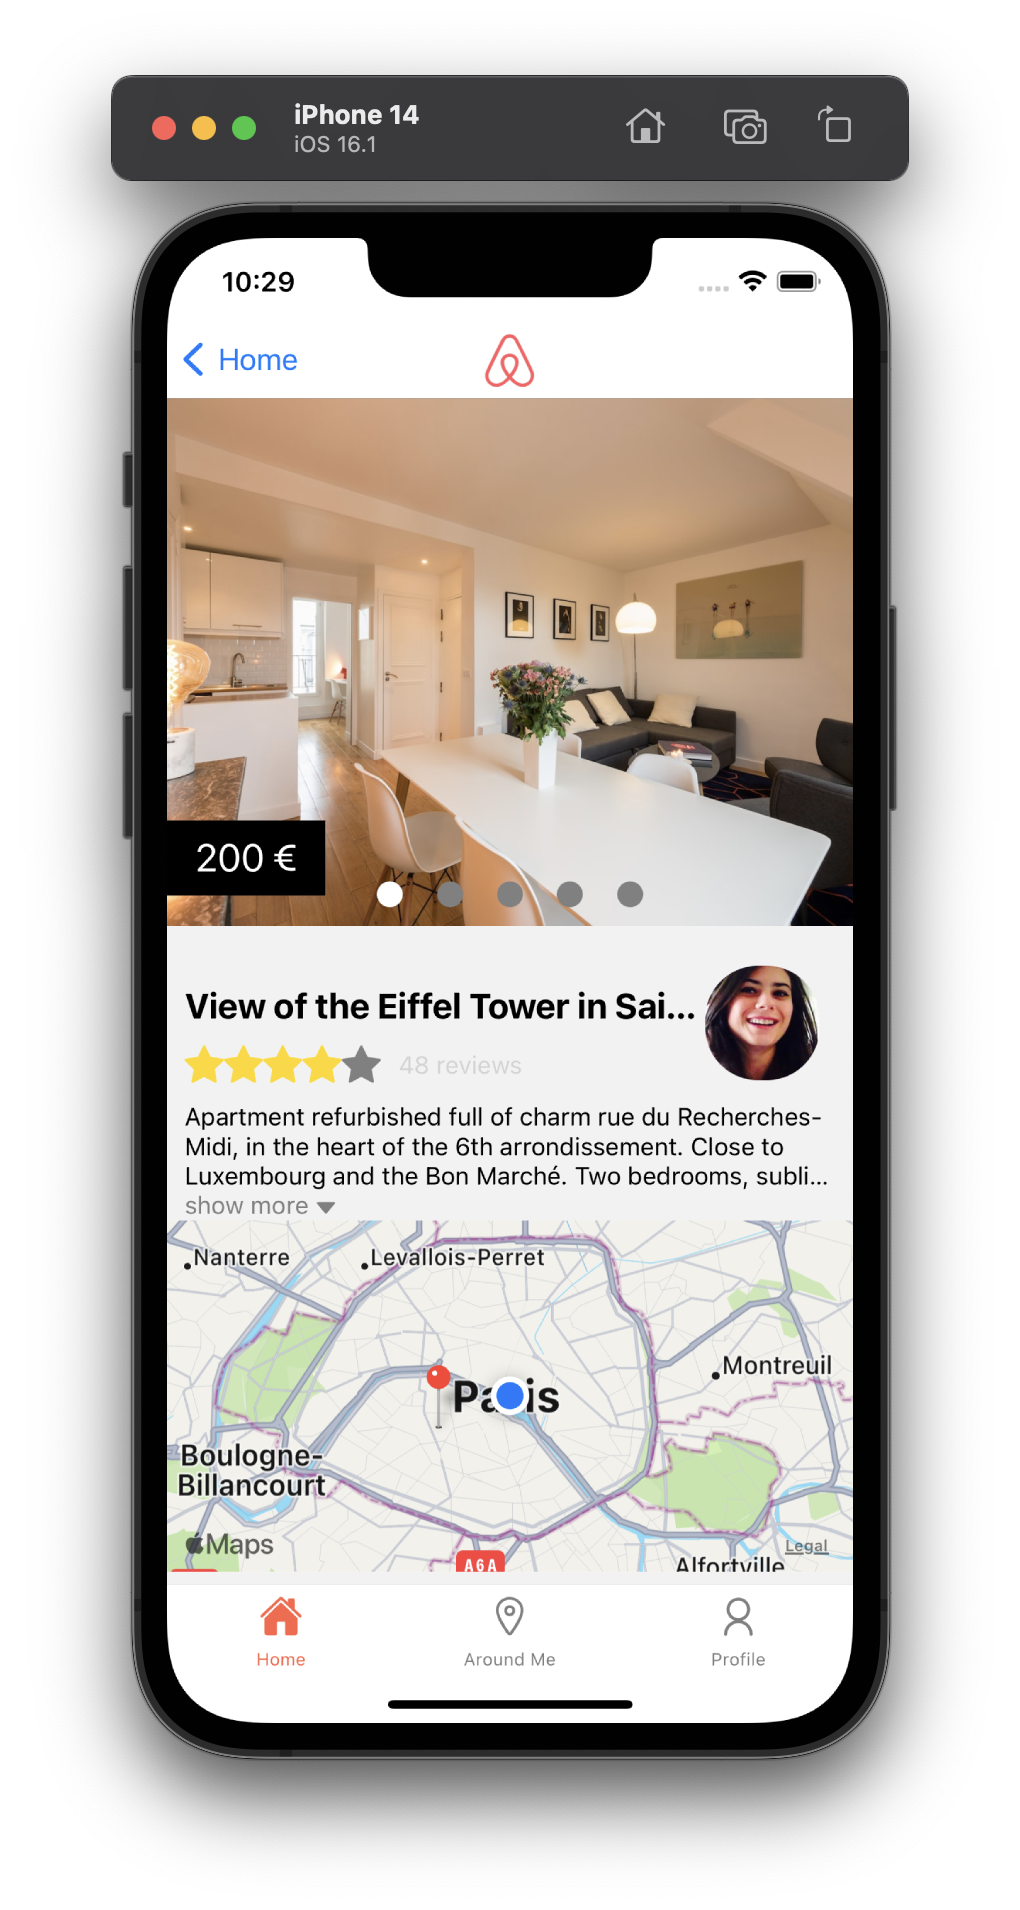 iPhone 14
iOS 16.1
10:29
Home
200 €
View of the Eiffel Tower in Sai...
48 reviews
Apartment refurbished full of charm rue du Recherches-
Midi, in the heart of the 6th arrondissement. Close to
Luxembourg and the Bon Marché. Two bedrooms, subli...
show more
Nanterre
Levallois-Perret
Montreuil
Paris
Boulogne-
Billancourt
Maps
Legal
A6A
Alfortville
Home
Around Me
Profile